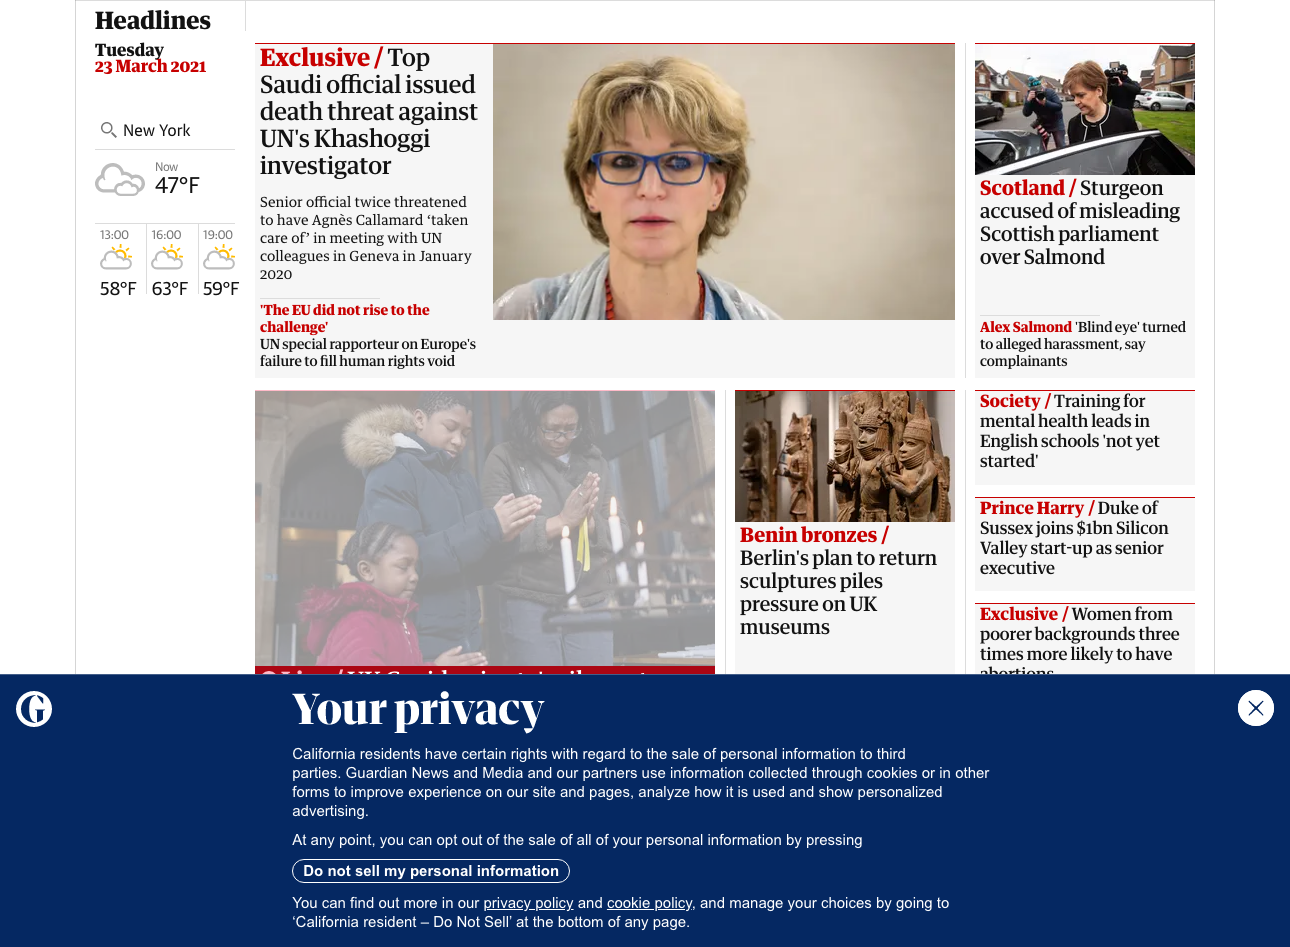 Headlines
Tuesday
23 March 2021
New York
Now
47°F
13:00
16:00
19:00
58°F
63°F
59°F
Exclusive / Top
Saudi official issued
death threat against
UN's Khashoggi
investigator
Senior official twice threatened
to have Agnès Callamard ‘taken
care of’ in meeting with UN
colleagues in Geneva in January
2020
'The EU did not rise to the
challenge'
UN special rapporteur on Europe's
failure to fill human rights void
Scotland / Sturgeon
accused of misleading
Scottish parliament
over Salmond
Alex Salmond 'Blind eye' turned
to alleged harassment, say
complainants
Benin bronzes /
Berlin's plan to return
sculptures piles
pressure on UK
museums
Society / Training for
mental health leads in
English schools 'not yet
started'
Prince Harry / Duke of
Sussex joins $1bn Silicon
Valley start-up as senior
executive
Exclusive / Women from
poorer backgrounds three
times more likely to have
abortions
Your privacy
California residents have certain rights with regard to the sale of personal information to third
parties. Guardian News and Media and our partners use information collected through cookies or in other
forms to improve experience on our site and pages, analyze how it is used and show personalized
advertising.
At any point, you can opt out of the sale of all of your personal information by pressing
Do not sell my personal information
You can find out more in our privacy policy and cookie policy, and manage your choices by going to
‘California resident – Do Not Sell’ at the bottom of any page.